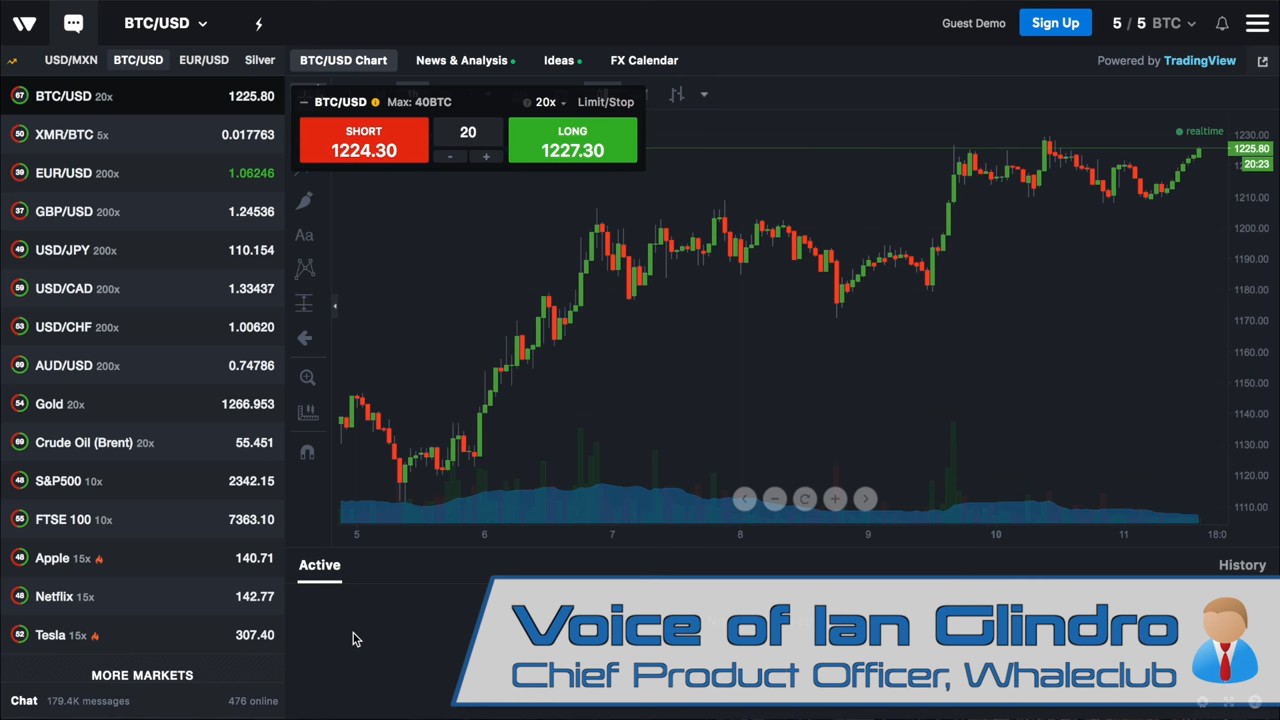 BTC/USD
Guest Demo
Sign Up
5 / 5 BTC
USD/MXN BTC/USD EUR/USD Silver
BTC/USD Chart News & Analysis Ideas FX Calendar
Powered by TradingView
67 BTC/USD 20x 1225.80
50 XMR/BTC 5x 0.017763
39 EUR/USD 200x 1.06246
37 GBP/USD 200x 1.24536
49 USD/JPY 200x 110.154
59 USD/CAD 200x 1.33437
53 USD/CHF 200x 1.00620
69 AUD/USD 200x 0.74786
54 Gold 20x 1266.953
69 Crude Oil (Brent) 20x 55.451
48 S&P500 10x 2342.15
55 FTSE 100 10x 7363.10
48 Apple 15x 140.71
48 Netflix 15x 142.77
52 Tesla 15x 307.40
MORE MARKETS
Chat 179.4K messages 476 online
BTC/USD Max: 40BTC 20x Limit/Stop
SHORT
1224.30
20
- +
LONG
1227.30
Aa
realtime
1230.00
1225.80
20:23
1210.00
1200.00
1190.00
1180.00
1170.00
1160.00
1150.00
1140.00
1130.00
1120.00
1110.00
5 6 7 8 9 10 11 18:0
Active
History
Voice of Ian Glindro
Chief Product Officer, Whaleclub